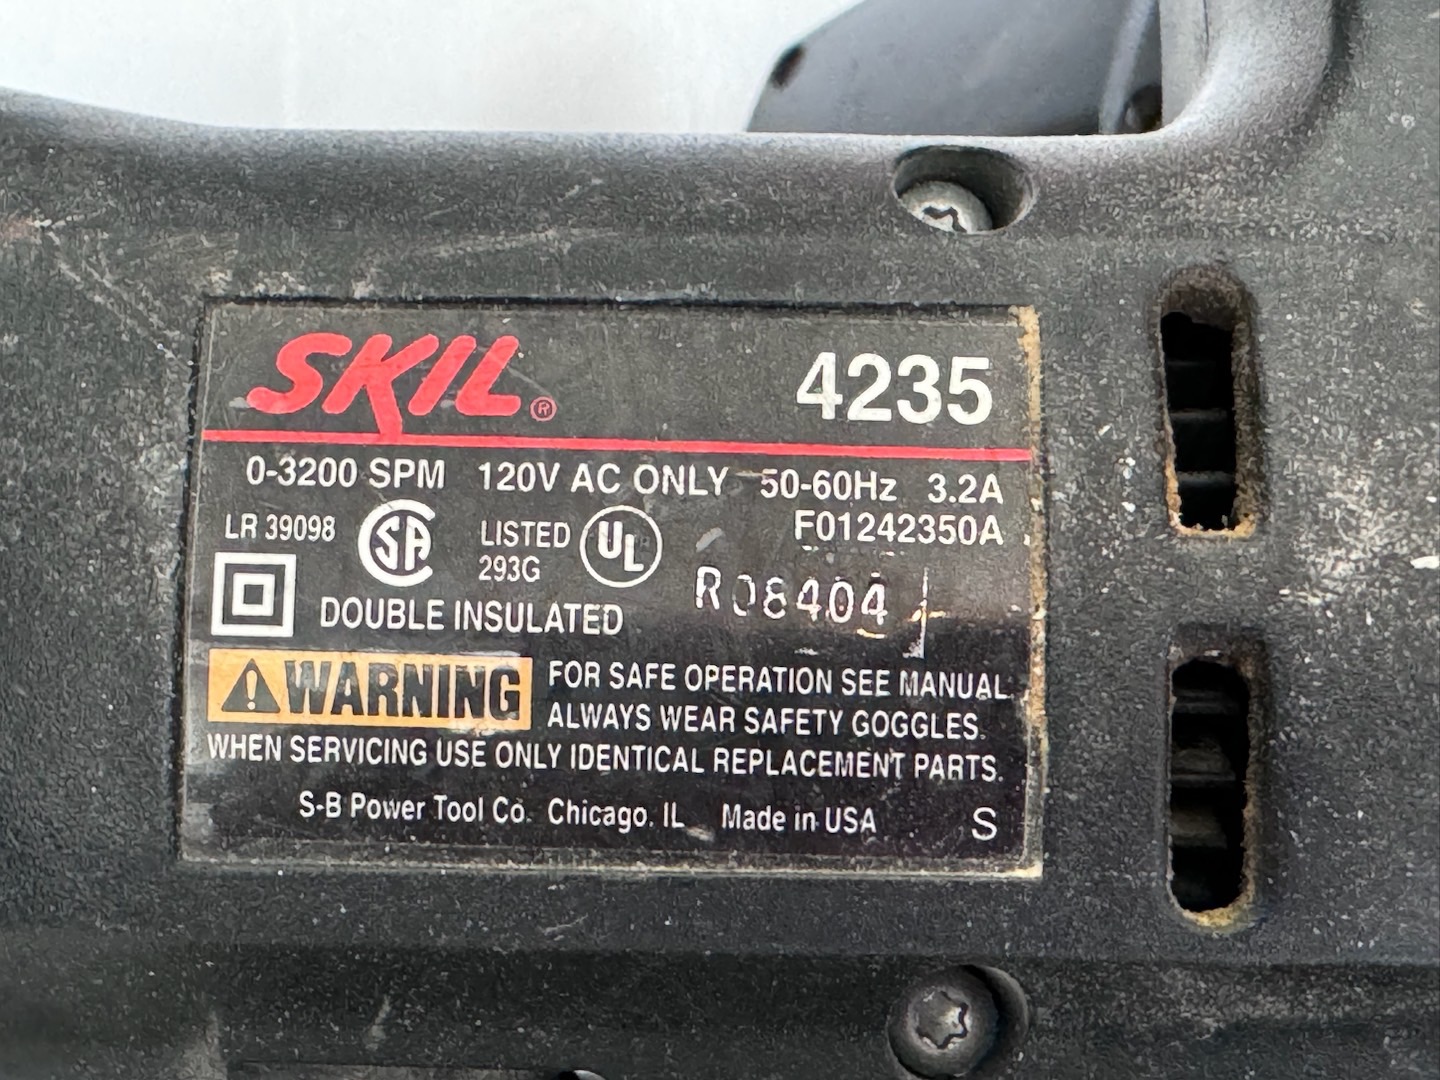 SKIL® 4235
0-3200 SPM 120V AC ONLY 50-60Hz 3.2A
LR 39098 CSA LISTED UL F01242350A
293G R 08404
DOUBLE INSULATED
WARNING FOR SAFE OPERATION SEE MANUAL.
ALWAYS WEAR SAFETY GOGGLES.
WHEN SERVICING USE ONLY IDENTICAL REPLACEMENT PARTS.
S-B Power Tool Co. Chicago, IL Made in USA S